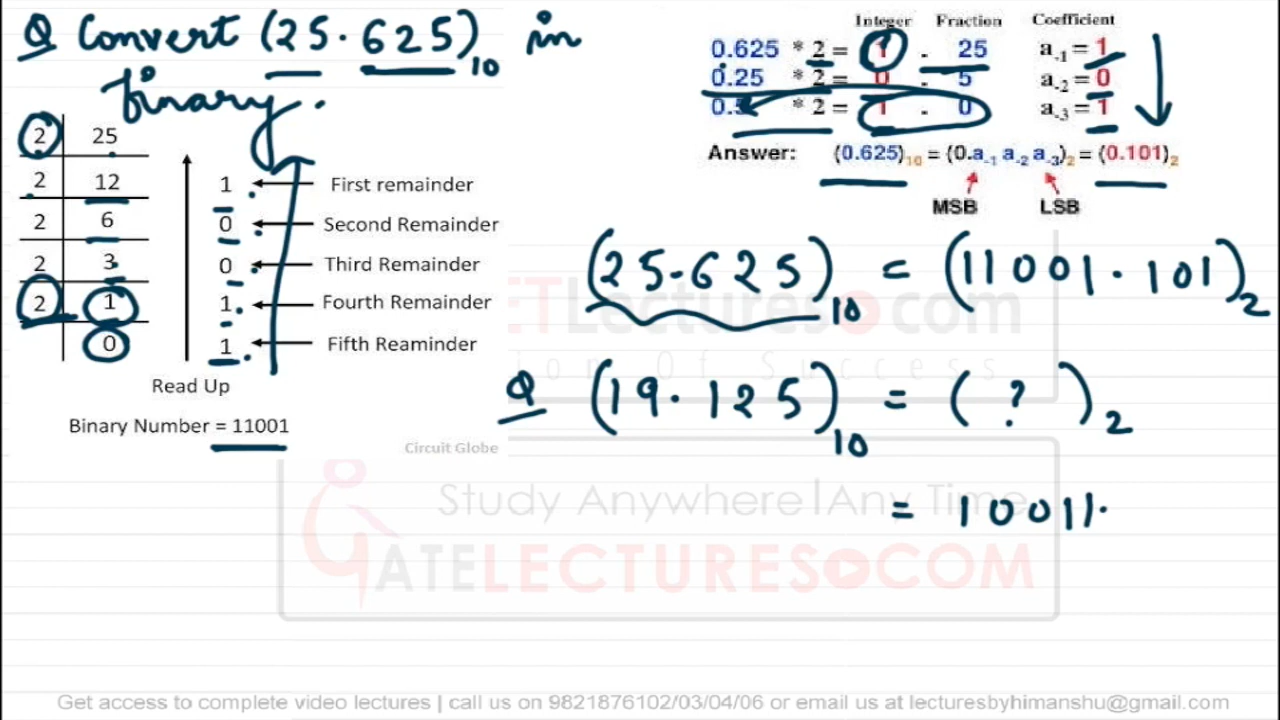 Q Convert (25.625)10 in
binary.
2 25
2 12 1 First remainder
2 6 0 Second Remainder
2 3 0 Third Remainder
2 1 1 Fourth Remainder
0 1 Fifth Reaminder
Read Up
Binary Number = 11001
Circuit Globe
Integer Fraction Coefficient
0.625 * 2 = 1 . 25 a-1 = 1
0.25 * 2 = 0 . 5 a-2 = 0
0.5 * 2 = 1 . 0 a-3 = 1
Answer: (0.625)10 = (0.a-1 a-2 a-3)2 = (0.101)2
MSB LSB
(25.625)10 = (11001.101)2
Q (19.125)10 = ( ? )2
= 10011.
ETLectures com
ion Of Success
Study Anywhere|Any Time
GATELECTURES COM
Get access to complete video lectures | call us on 9821876102/03/04/06 or email us at lecturesbyhimanshu@gmail.com